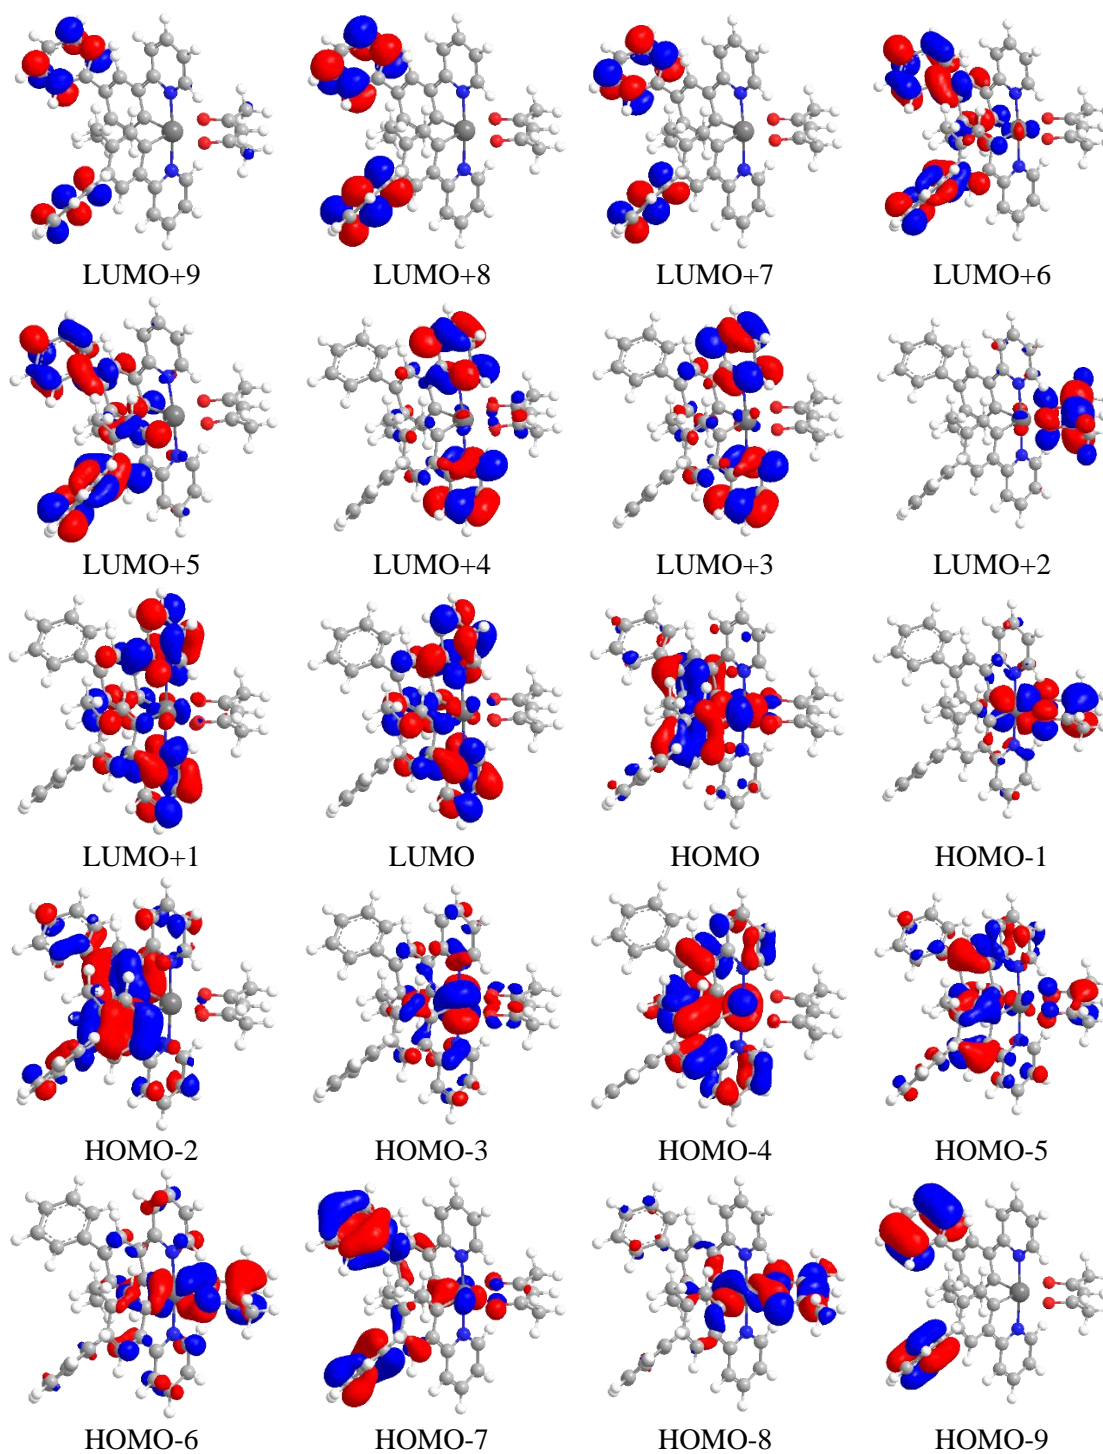 LUMO+9 LUMO+8 LUMO+7 LUMO+6
LUMO+5 LUMO+4 LUMO+3 LUMO+2
LUMO+1 LUMO HOMO HOMO-1
HOMO-2 HOMO-3 HOMO-4 HOMO-5
HOMO-6 HOMO-7 HOMO-8 HOMO-9